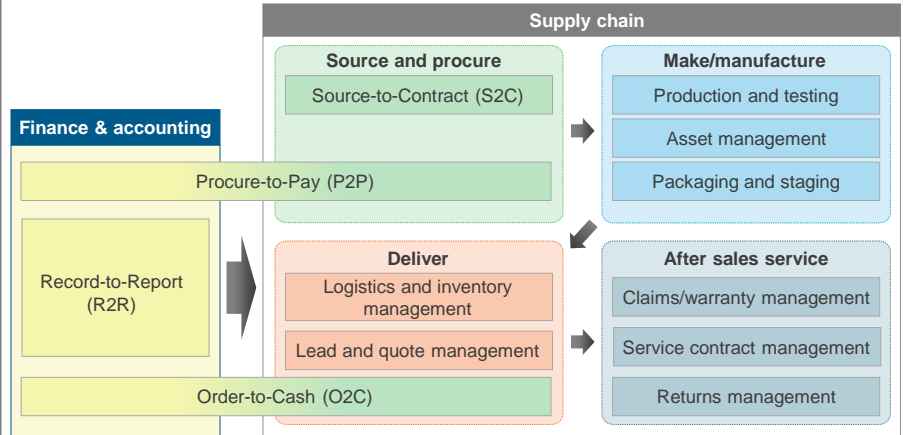 Supply chain
Source and procure
Source-to-Contract (S2C)
Make/manufacture
Production and testing
Asset management
Packaging and staging
Finance & accounting
Procure-to-Pay (P2P)
Record-to-Report
(R2R)
Deliver
Logistics and inventory
management
Lead and quote management
After sales service
Claims/warranty management
Service contract management
Returns management
Order-to-Cash (O2C)